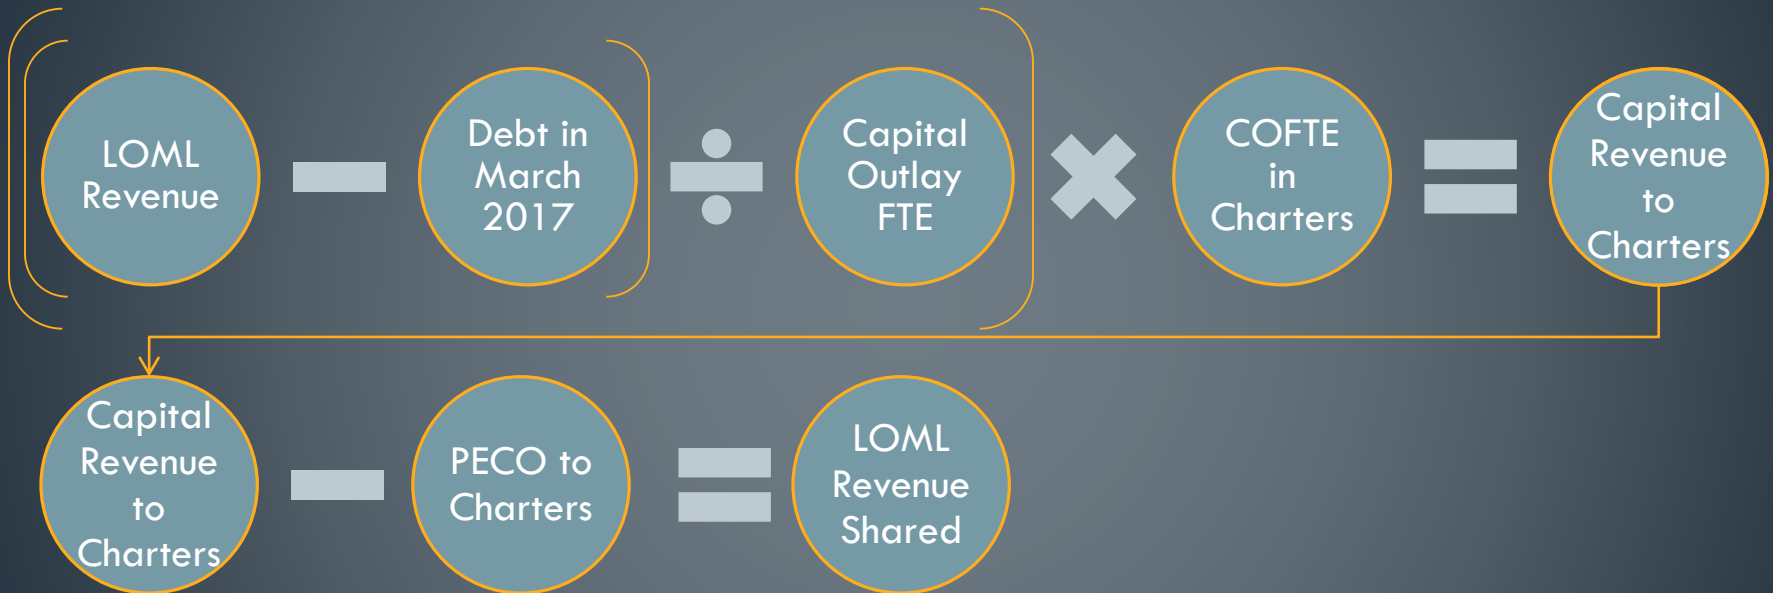 LOML
Revenue
Debt in
March
2017
Capital
Outlay
FTE
COFTE
in
Charters
Capital
Revenue
to
Charters
Capital
Revenue
to
Charters
PECO to
Charters
LOML
Revenue
Shared